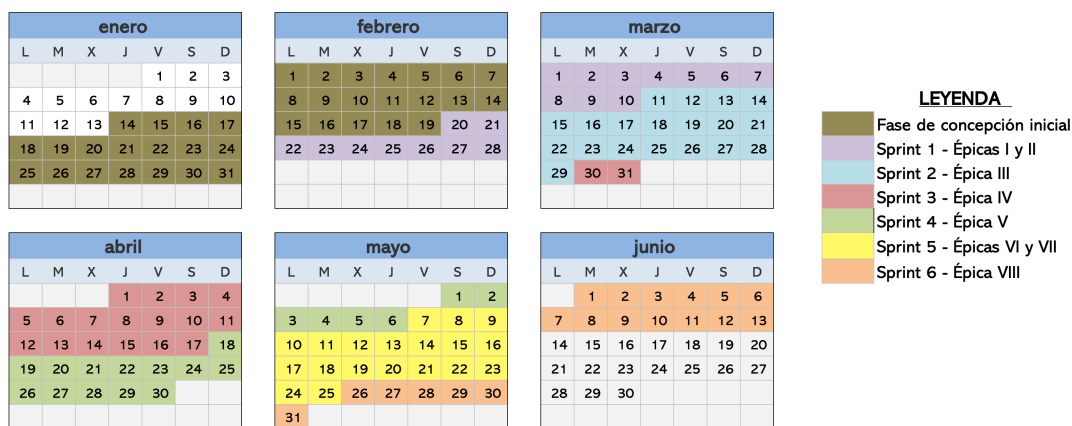 enero
L M X J V S D
1 2 3
4 5 6 7 8 9 10
11 12 13 14 15 16 17
18 19 20 21 22 23 24
25 26 27 28 29 30 31
febrero
L M X J V S D
1 2 3 4 5 6 7
8 9 10 11 12 13 14
15 16 17 18 19 20 21
22 23 24 25 26 27 28
marzo
L M X J V S D
1 2 3 4 5 6 7
8 9 10 11 12 13 14
15 16 17 18 19 20 21
22 23 24 25 26 27 28
29 30 31
LEYENDA
Fase de concepción inicial
Sprint 1 - Épicas I y II
Sprint 2 - Épica III
Sprint 3 - Épica IV
Sprint 4 - Épica V
Sprint 5 - Épicas VI y VII
Sprint 6 - Épica VIII
abril
L M X J V S D
1 2 3 4
5 6 7 8 9 10 11
12 13 14 15 16 17 18
19 20 21 22 23 24 25
26 27 28 29 30
mayo
L M X J V S D
1 2
3 4 5 6 7 8 9
10 11 12 13 14 15 16
17 18 19 20 21 22 23
24 25 26 27 28 29 30
31
junio
L M X J V S D
1 2 3 4 5 6
7 8 9 10 11 12 13
14 15 16 17 18 19 20
21 22 23 24 25 26 27
28 29 30